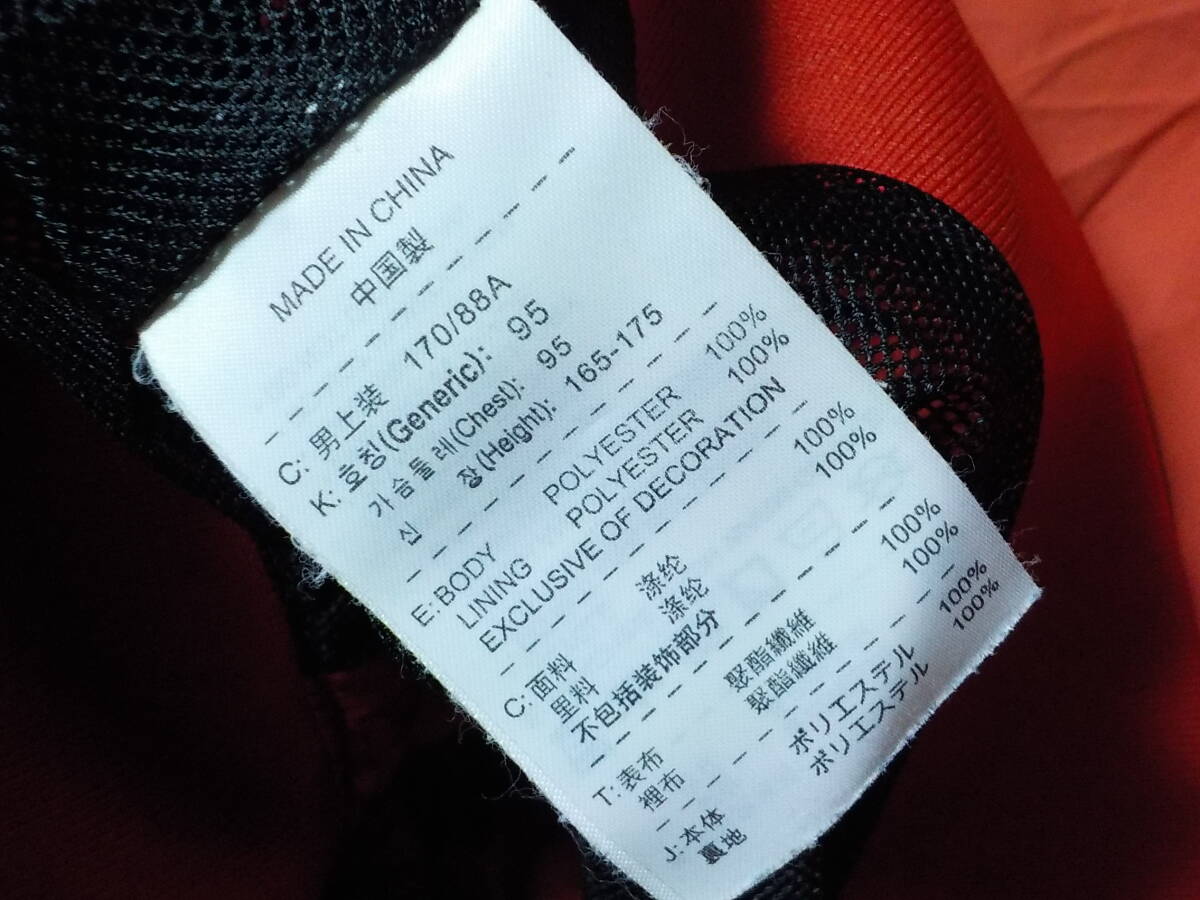 MADE IN CHINA
中国製
C: 男上装 170/88A
K: 호칭(Generic): 95
가슴둘레(Chest): 95
신 장(Height): 165-175
E: BODY POLYESTER 100%
LINING POLYESTER 100%
EXCLUSIVE OF DECORATION
C: 面料 涤纶 100%
里料 涤纶 100%
不包括装饰部分
T: 表布 聚酯纖維 100%
裡布 聚酯纖維 100%
J: 本体 ポリエステル 100%
裏地 ポリエステル 100%